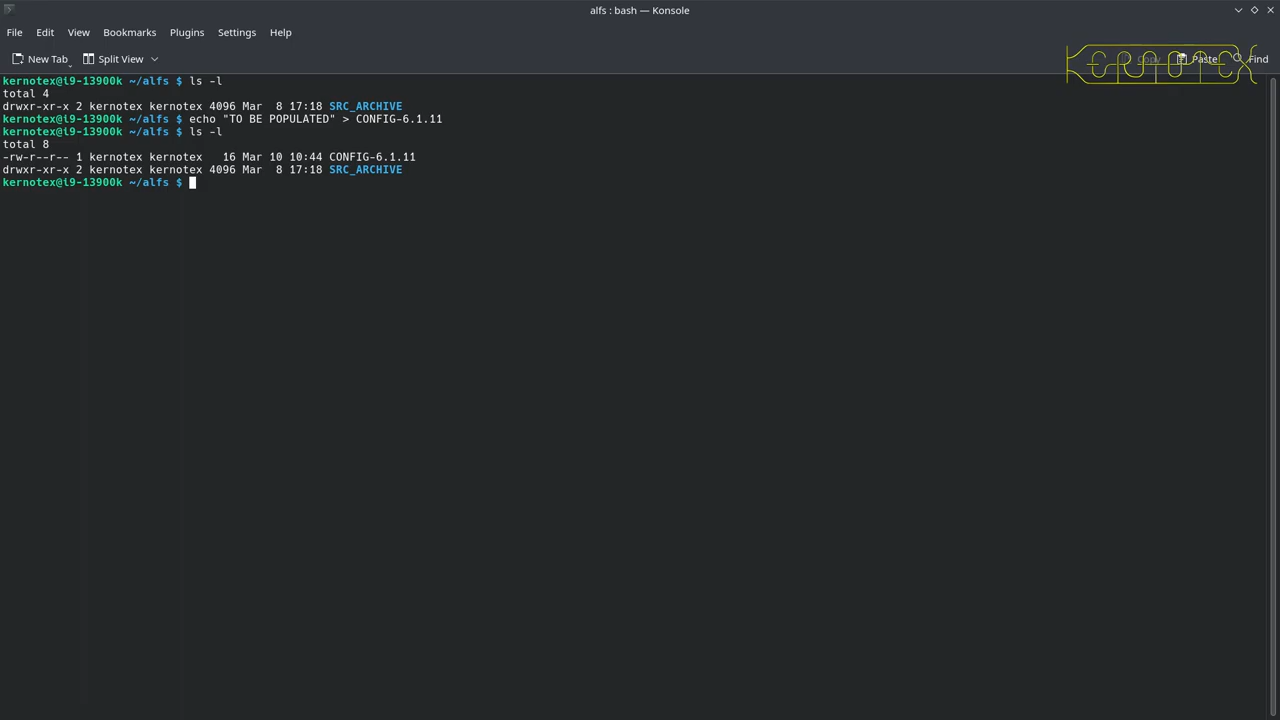 alfs : bash — Konsole
File Edit View Bookmarks Plugins Settings Help
New Tab Split View Copy Paste Find
KERNOTEX
kernotex@i9-13900k ~/alfs $ ls -l
total 4
drwxr-xr-x 2 kernotex kernotex 4096 Mar  8 17:18 SRC_ARCHIVE
kernotex@i9-13900k ~/alfs $ echo "TO BE POPULATED" > CONFIG-6.1.11
kernotex@i9-13900k ~/alfs $ ls -l
total 8
-rw-r--r-- 1 kernotex kernotex   16 Mar 10 10:44 CONFIG-6.1.11
drwxr-xr-x 2 kernotex kernotex 4096 Mar  8 17:18 SRC_ARCHIVE
kernotex@i9-13900k ~/alfs $